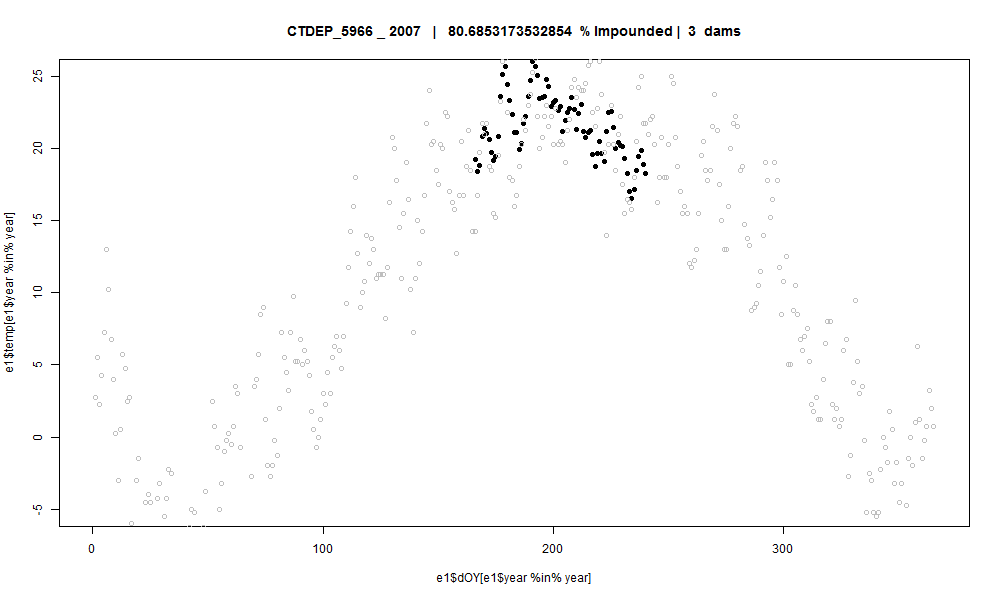 CTDEP_5966 _ 2007 | 80.6853173532854 % Impounded | 3 dams
25
20
15
10
5
0
-5
e1$temp[e1$year %in% year]
0 100 200 300
e1$dOY[e1$year %in% year]